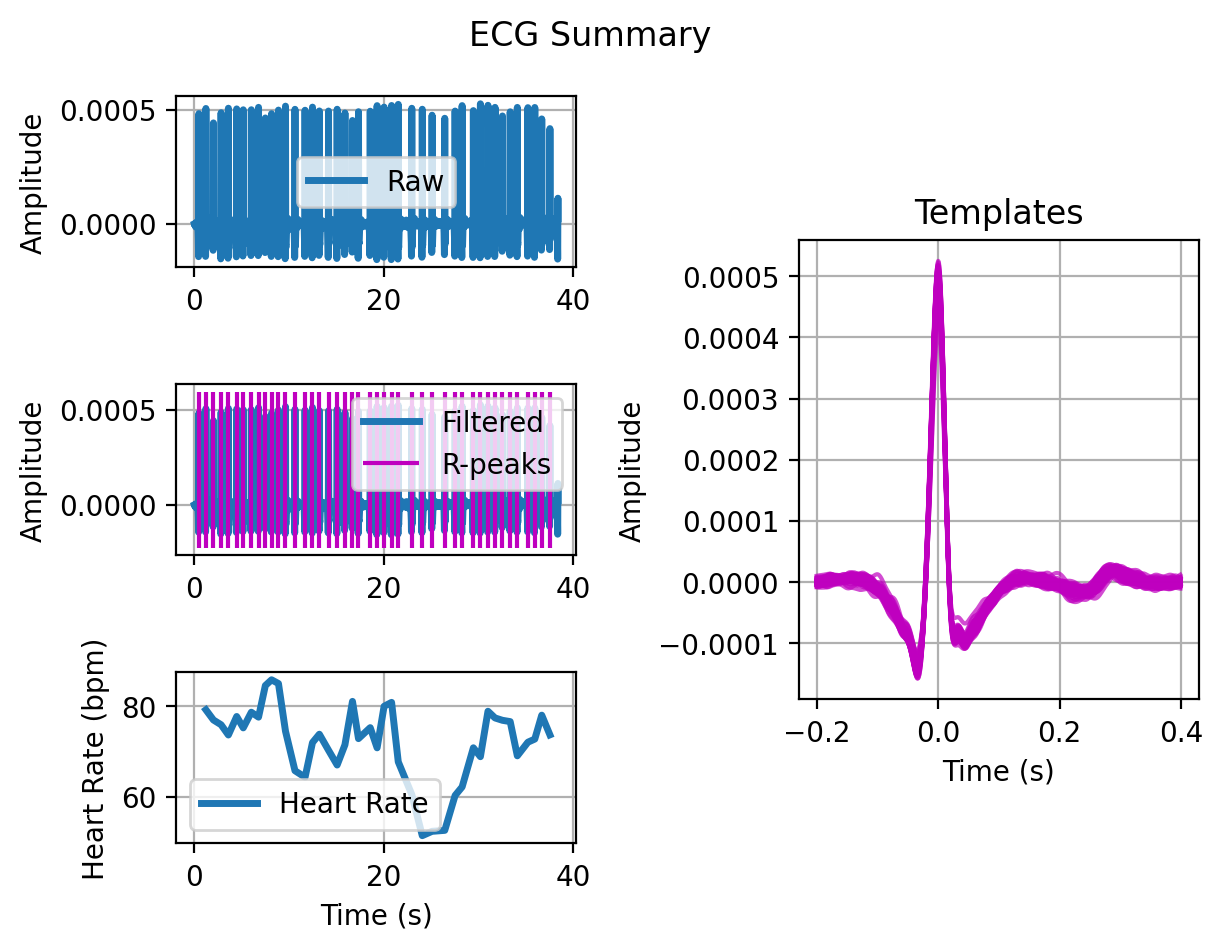 ECG Summary
Amplitude
0.0005
0.0000
Raw
0
20
40
Amplitude
0.0005
0.0000
Filtered
R-peaks
0
20
40
Heart Rate (bpm)
80
60
Heart Rate
0
20
40
Time (s)
Templates
Amplitude
0.0005
0.0004
0.0003
0.0002
0.0001
0.0000
−0.0001
−0.2
0.0
0.2
0.4
Time (s)